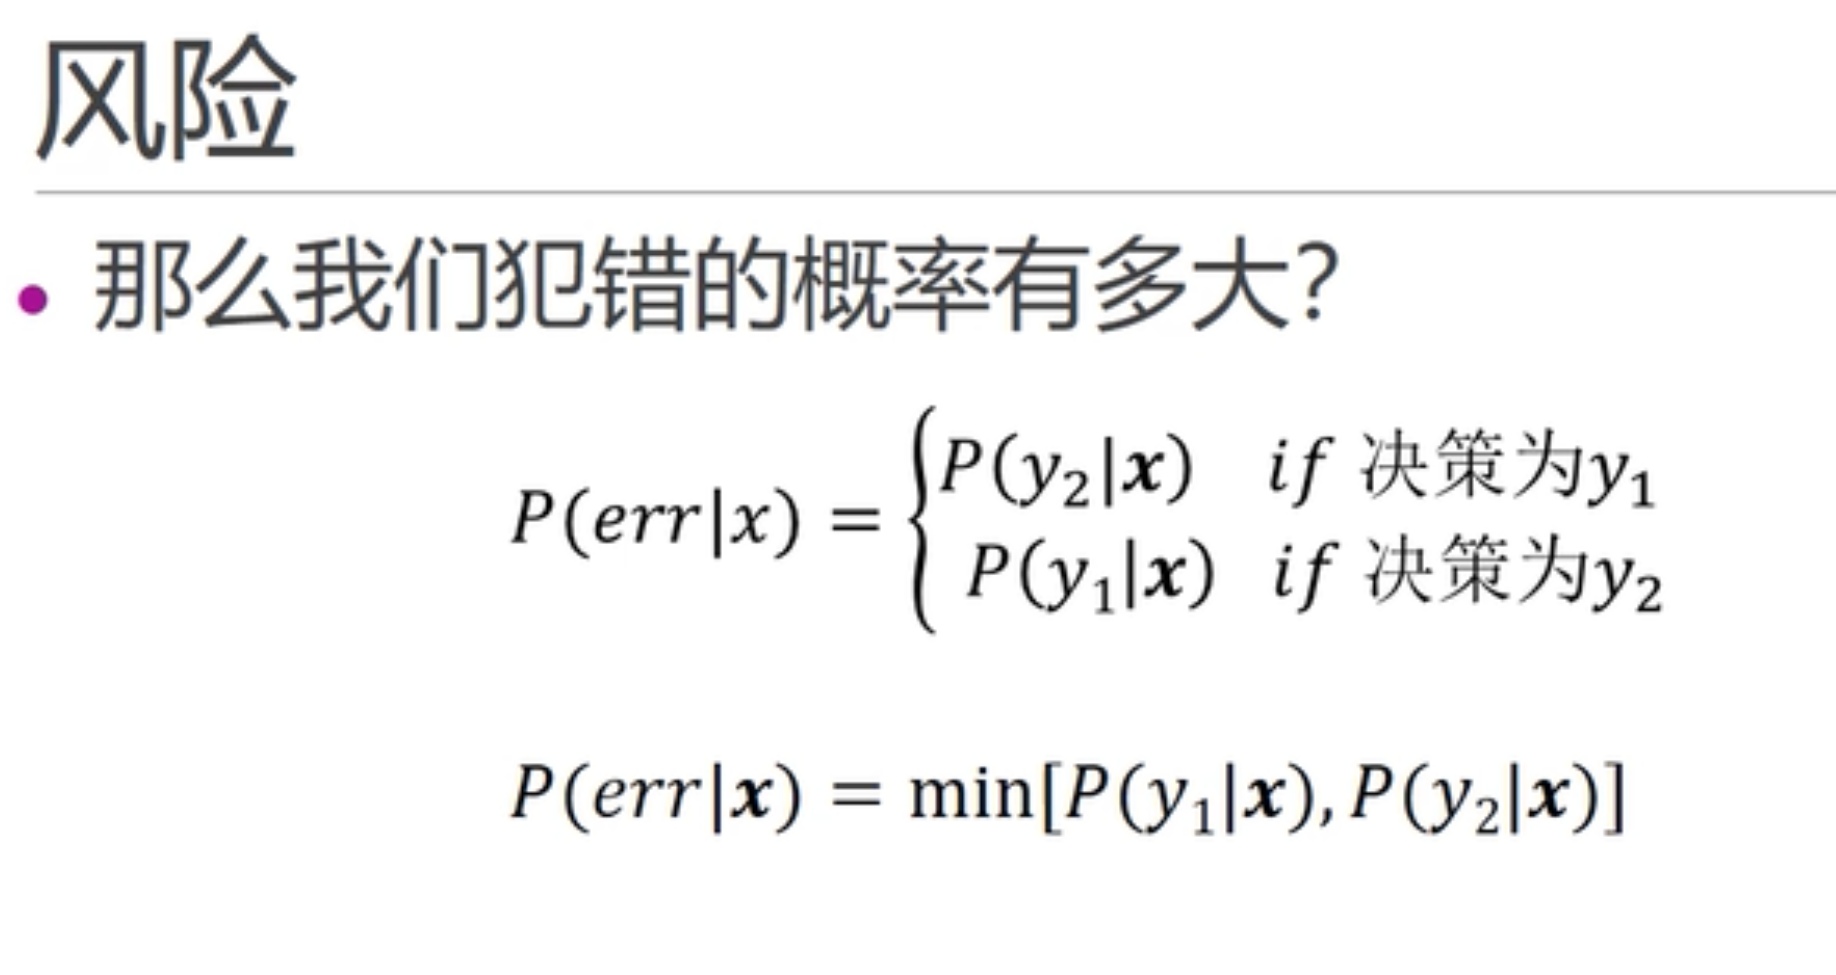 风险
• 那么我们犯错的概率有多大?
P(err|x) = { P(y₂|x) if 决策为y₁
P(y₁|x) if 决策为y₂
P(err|x) = min[P(y₁|x), P(y₂|x)]